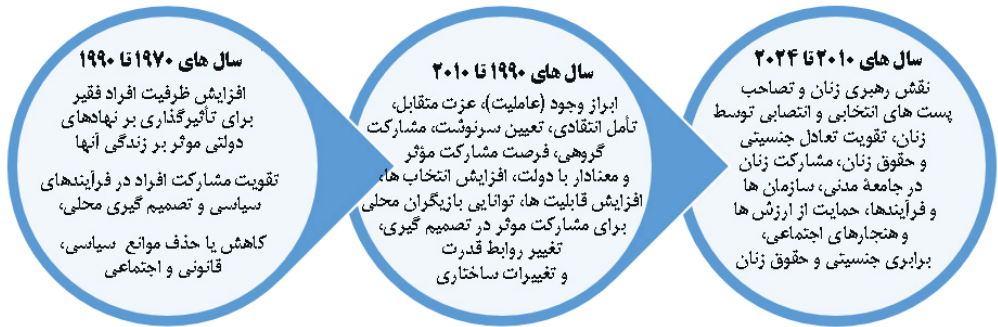 سال های ۱۹۷۰ تا ۱۹۹۰
افزایش ظرفیت افراد فقیر
برای تأثیرگذاری بر نهادهای
دولتی موثر بر زندگی آنها
تقویت مشارکت افراد در فرآیندهای
سیاسی و تصمیم گیری محلی،
کاهش یا حذف موانع سیاسی،
قانونی و اجتماعی
سال های ۱۹۹۰ تا ۲۰۱۰
ابراز وجود (عاملیت)، عزت متقابل،
تأمل انتقادی، تعیین سرنوشت، مشارکت
گروهی، فرصت مشارکت مؤثر
و معنادار با دولت، افزایش انتخاب ها،
افزایش قابلیت ها، توانایی بازیگران محلی
برای مشارکت موثر در تصمیم گیری،
تغییر روابط قدرت
و تغییرات ساختاری
سال های ۲۰۱۰ تا ۲۰۲۴
نقش رهبری زنان و تصاحب
پست های انتخابی و انتصابی توسط
زنان، تقویت تعادل جنسیتی
و حقوق زنان، مشارکت زنان
در جامعۀ مدنی، سازمان ها
و فرآیندها، حمایت از ارزش ها
و هنجارهای اجتماعی،
برابری جنسیتی و حقوق زنان